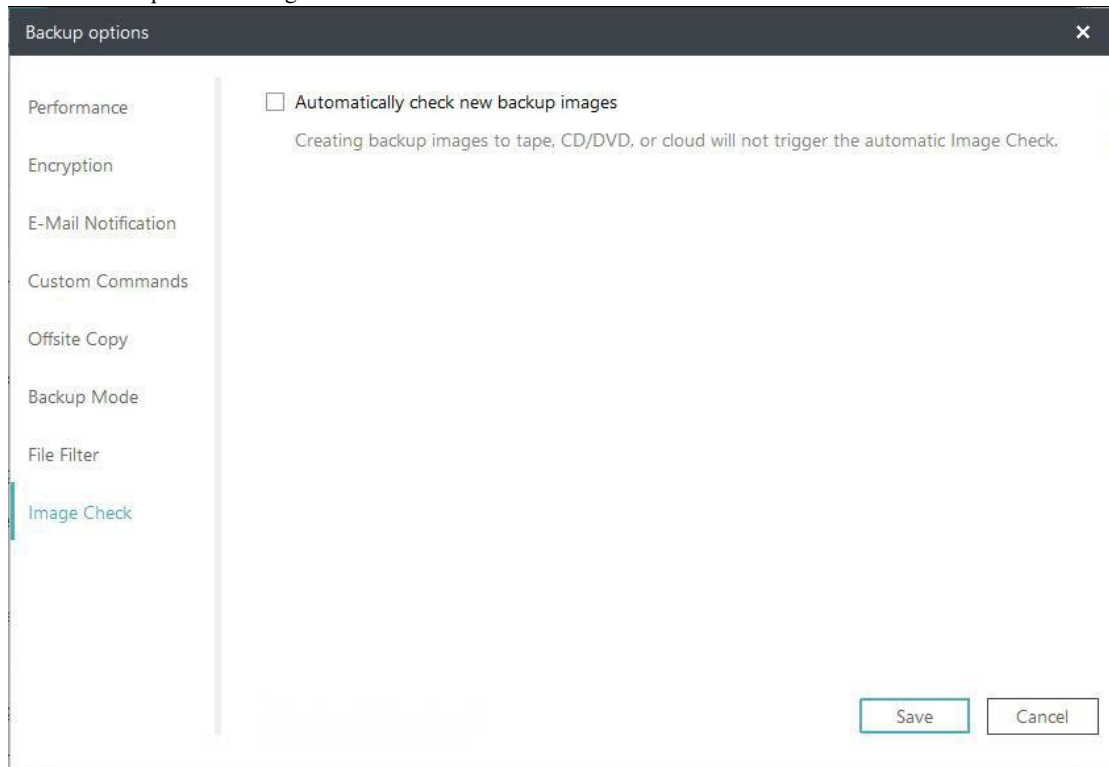 Backup options
Performance
Encryption
E-Mail Notification
Custom Commands
Offsite Copy
Backup Mode
File Filter
Image Check
Automatically check new backup images
Creating backup images to tape, CD/DVD, or cloud will not trigger the automatic Image Check.
Save
Cancel